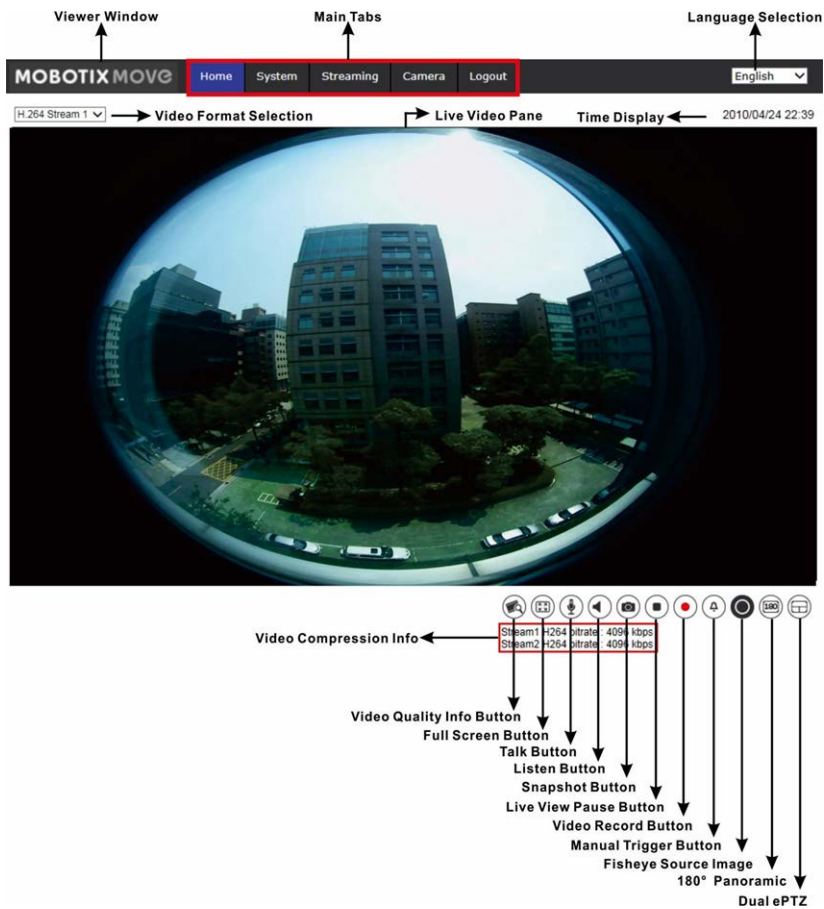 Viewer Window
Main Tabs
Language Selection
MOBOTIX MOVE
Home System Streaming Camera Logout
English
H.264 Stream 1
Video Format Selection
Live Video Pane
Time Display
2010/04/24 22:39
180
Video Compression Info
Stream1 H264 bitrate : 4096 kbps
Stream2 H264 bitrate : 4096 kbps
Video Quality Info Button
Full Screen Button
Talk Button
Listen Button
Snapshot Button
Live View Pause Button
Video Record Button
Manual Trigger Button
Fisheye Source Image
180° Panoramic
Dual ePTZ